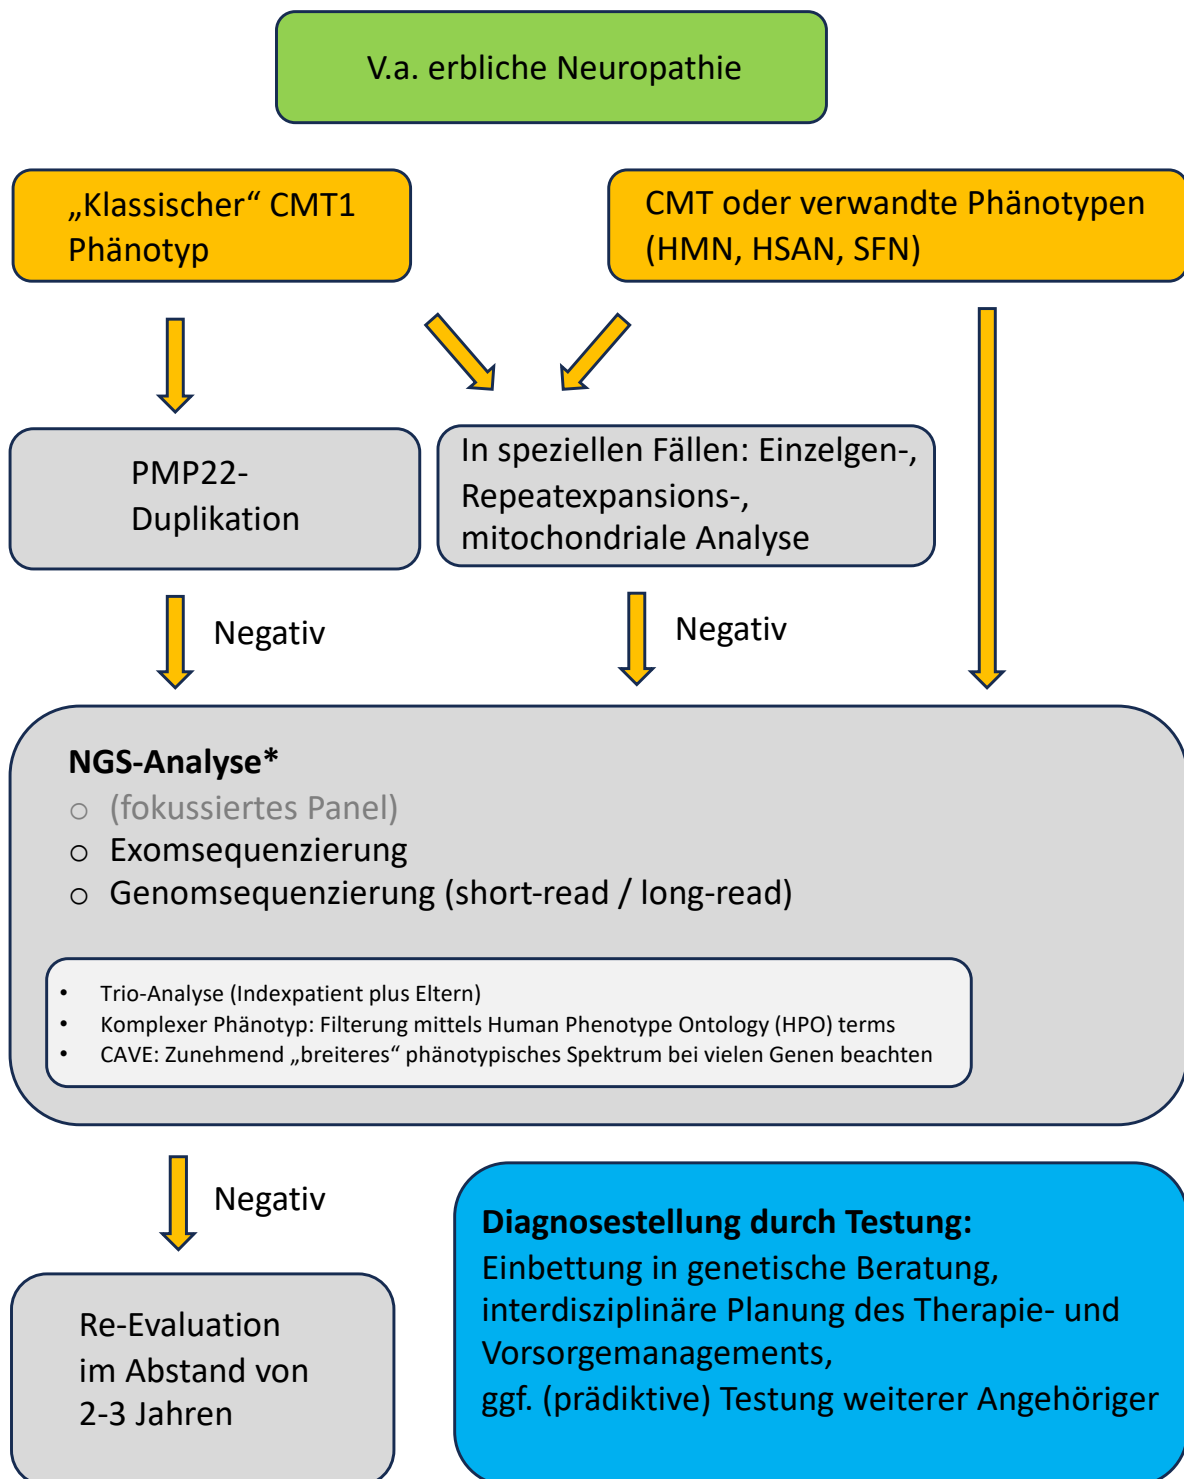 V.a. erbliche Neuropathie
„Klassischer“ CMT1
Phänotyp
CMT oder verwandte Phänotypen
(HMN, HSAN, SFN)
PMP22-
Duplikation
In speziellen Fällen: Einzelgen-,
Repeatexpansions-,
mitochondriale Analyse
Negativ
Negativ
NGS-Analyse*
o (fokussiertes Panel)
o Exomsequenzierung
o Genomsequenzierung (short-read / long-read)
• Trio-Analyse (Indexpatient plus Eltern)
• Komplexer Phänotyp: Filterung mittels Human Phenotype Ontology (HPO) terms
• CAVE: Zunehmend „breiteres“ phänotypisches Spektrum bei vielen Genen beachten
Negativ
Re-Evaluation
im Abstand von
2-3 Jahren
Diagnosestellung durch Testung:
Einbettung in genetische Beratung,
interdisziplinäre Planung des Therapie- und
Vorsorgemanagements,
ggf. (prädiktive) Testung weiterer Angehöriger